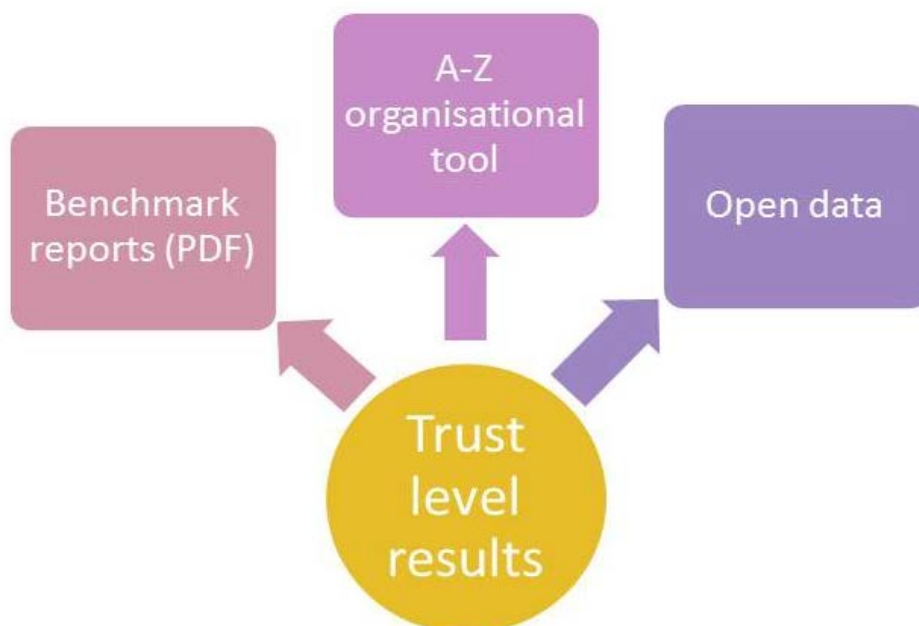 A-Z
organisational
tool
Benchmark
reports (PDF)
Open data
Trust
level
results